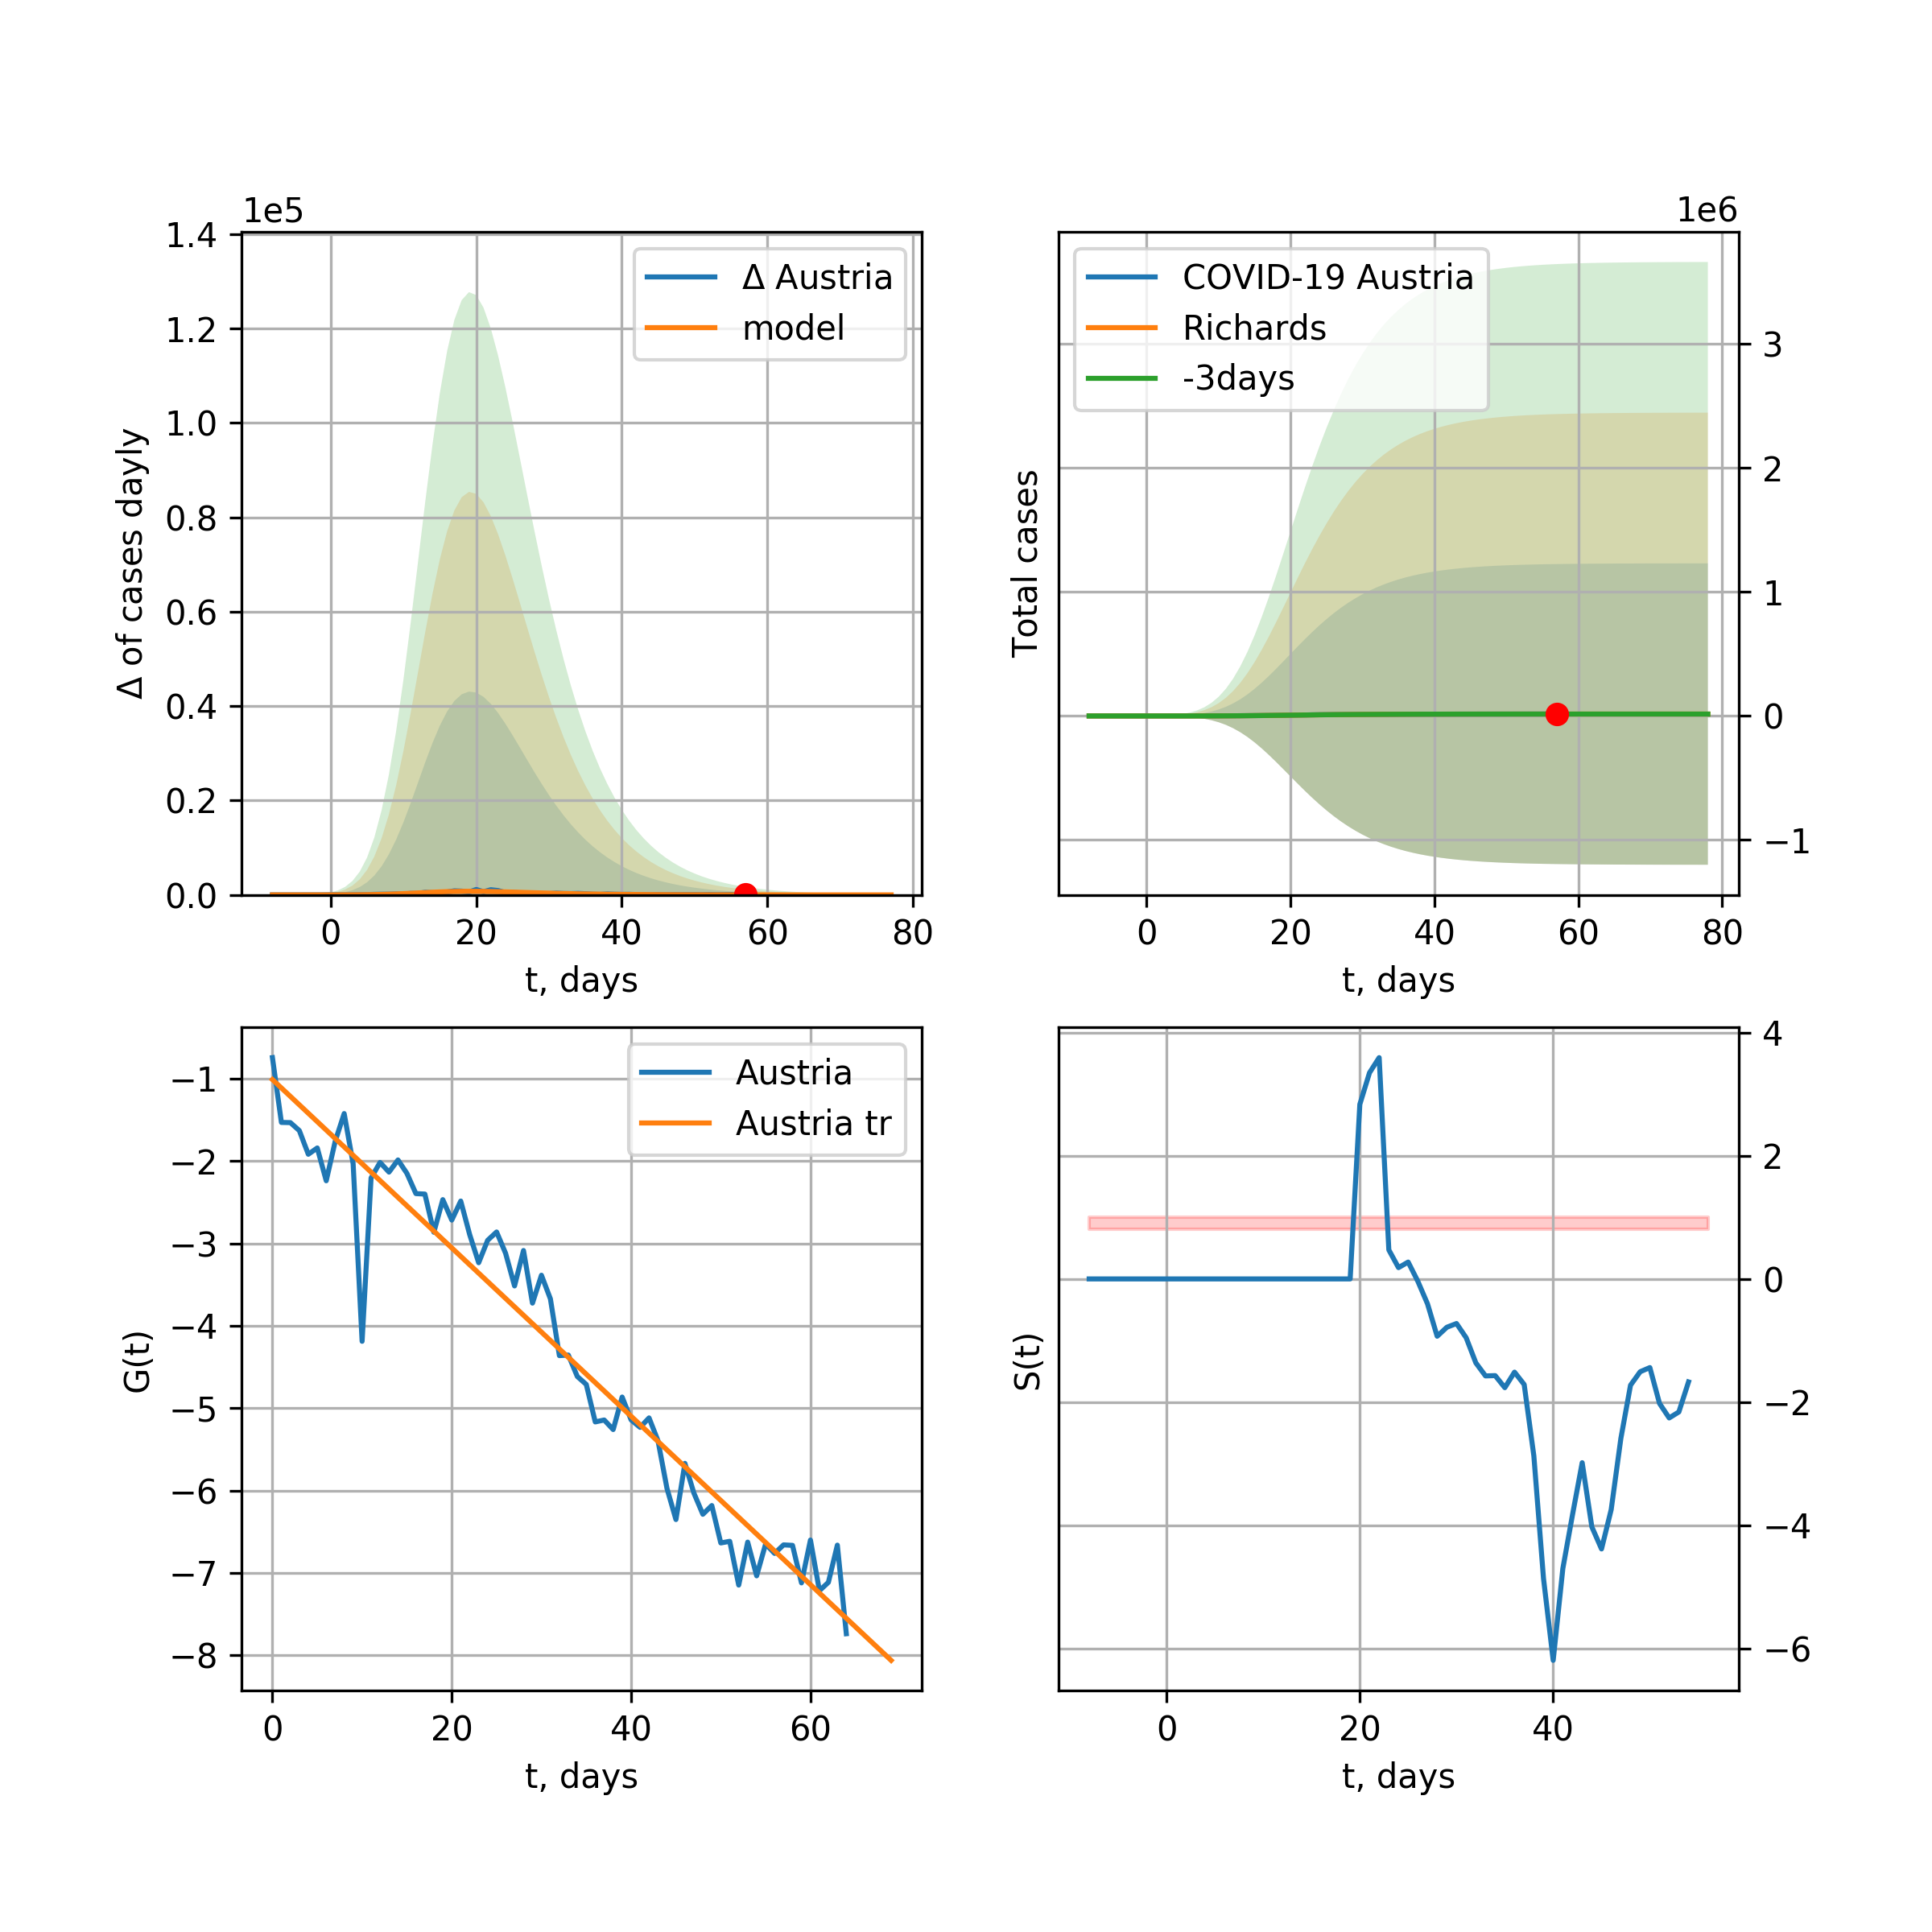 1e5
1.4
1.2
1.0
0.8
0.6
0.4
0.2
0.0
Δ of cases dayly
0 20 40 60 80
t, days
Δ Austria
model
1e6
COVID-19 Austria
Richards
-3days
Total cases
3
2
1
0
−1
0 20 40 60 80
t, days
Austria
Austria tr
G(t)
−1
−2
−3
−4
−5
−6
−7
−8
0 20 40 60
t, days
S(t)
4
2
0
−2
−4
−6
0 20 40
t, days